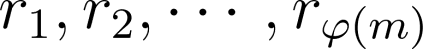 $r_1, r_2, \cdots, r_{\varphi(m)}$